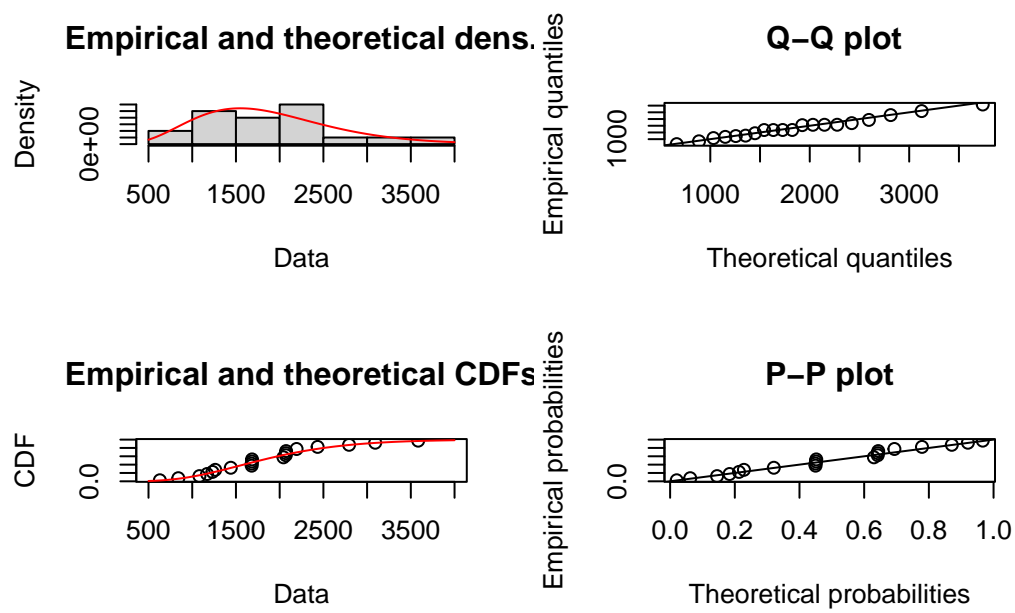 Empirical and theoretical dens.
Density
0e+00
500 1500 2500 3500
Data
Q−Q plot
Empirical quantiles
1000
1000 2000 3000
Theoretical quantiles
Empirical and theoretical CDFs
CDF
0.0
500 1500 2500 3500
Data
P−P plot
Empirical probabilities
0.0
0.0 0.2 0.4 0.6 0.8 1.0
Theoretical probabilities